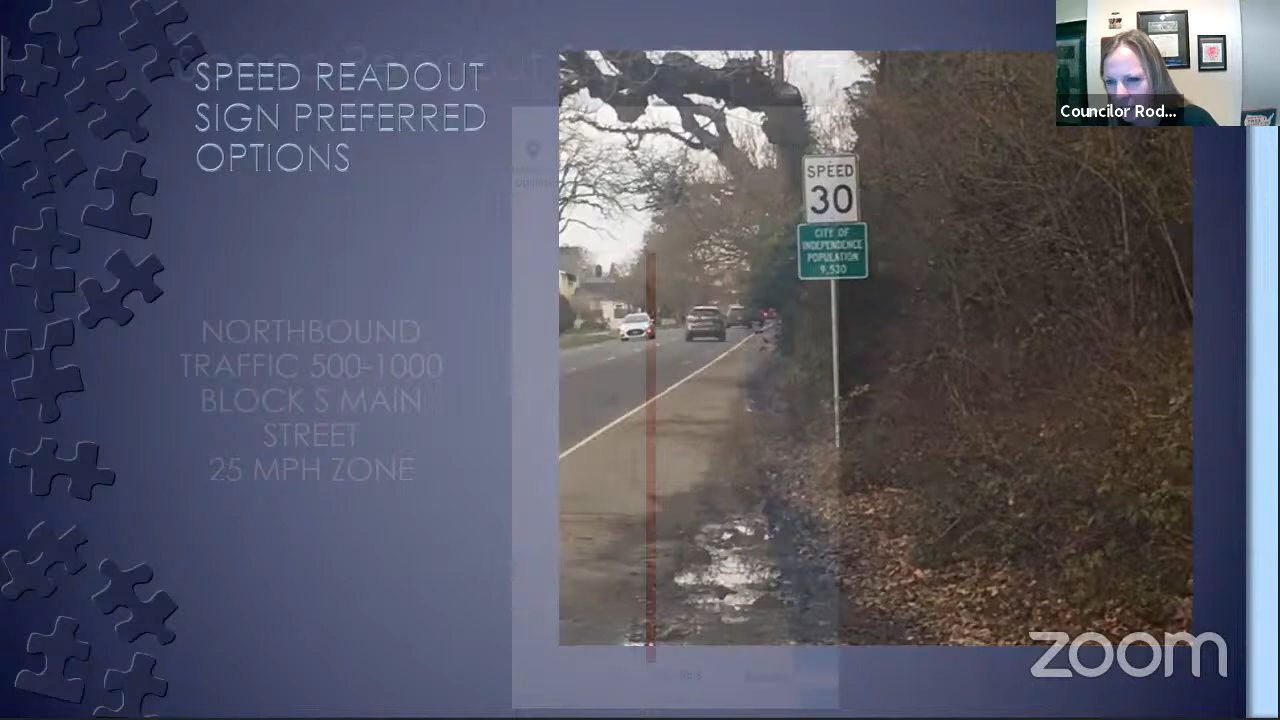 SPEED READOUT
SIGN PREFERRED
OPTIONS
NORTHBOUND
TRAFFIC 500-1000
BLOCK S MAIN
STREET
25 MPH ZONE
SPEED
30
CITY OF
INDEPENDENCE
POPULATION
9,530
Councilor Rod...
zoom